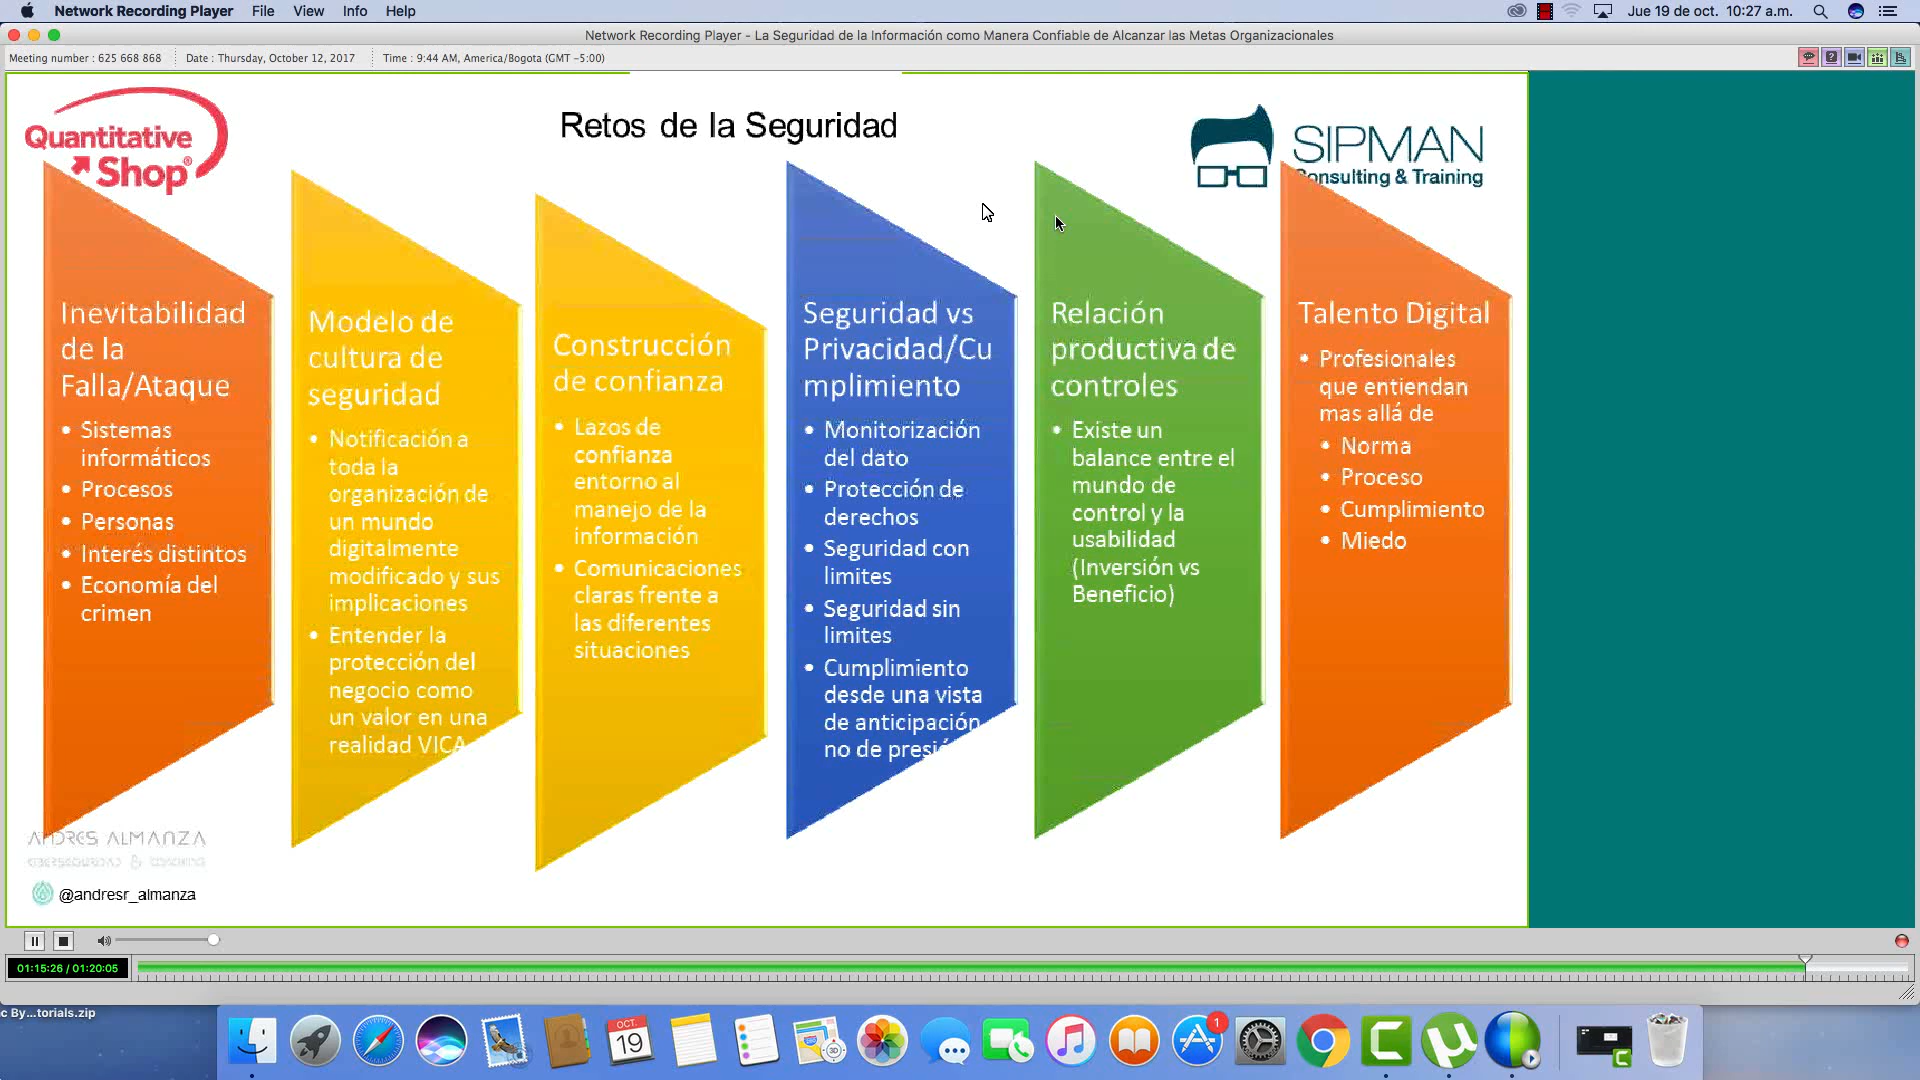 Network Recording Player File View Info Help
Jue 19 de oct. 10:27 a.m.
Network Recording Player - La Seguridad de la Información como Manera Confiable de Alcanzar las Metas Organizacionales
Meeting number : 625 668 868 Date : Thursday, October 12, 2017 Time : 9:44 AM, America/Bogota (GMT -5:00)
Quantitative
Shop®
Retos de la Seguridad
SIPMAN
Consulting & Training
Inevitabilidad
de la
Falla/Ataque
• Sistemas
informáticos
• Procesos
• Personas
• Interés distintos
• Economía del
crimen
Modelo de
cultura de
seguridad
• Notificación a
toda la
organización de
un mundo
digitalmente
modificado y sus
implicaciones
• Entender la
protección del
negocio como
un valor en una
realidad VICA
Construcción
de confianza
• Lazos de
confianza
entorno al
manejo de la
información
• Comunicaciones
claras frente a
las diferentes
situaciones
Seguridad vs
Privacidad/Cu
mplimiento
• Monitorización
del dato
• Protección de
derechos
• Seguridad con
limites
• Seguridad sin
limites
• Cumplimiento
desde una vista
de anticipación
no de presión
Relación
productiva de
controles
• Existe un
balance entre el
mundo de
control y la
usabilidad
(Inversión vs
Beneficio)
Talento Digital
• Profesionales
que entiendan
mas allá de
• Norma
• Proceso
• Cumplimiento
• Miedo
ANDRES ALMANZA
@andresr_almanza
01:15:26 / 01:20:05
c By...torials.zip
OCT.
19
3D
1